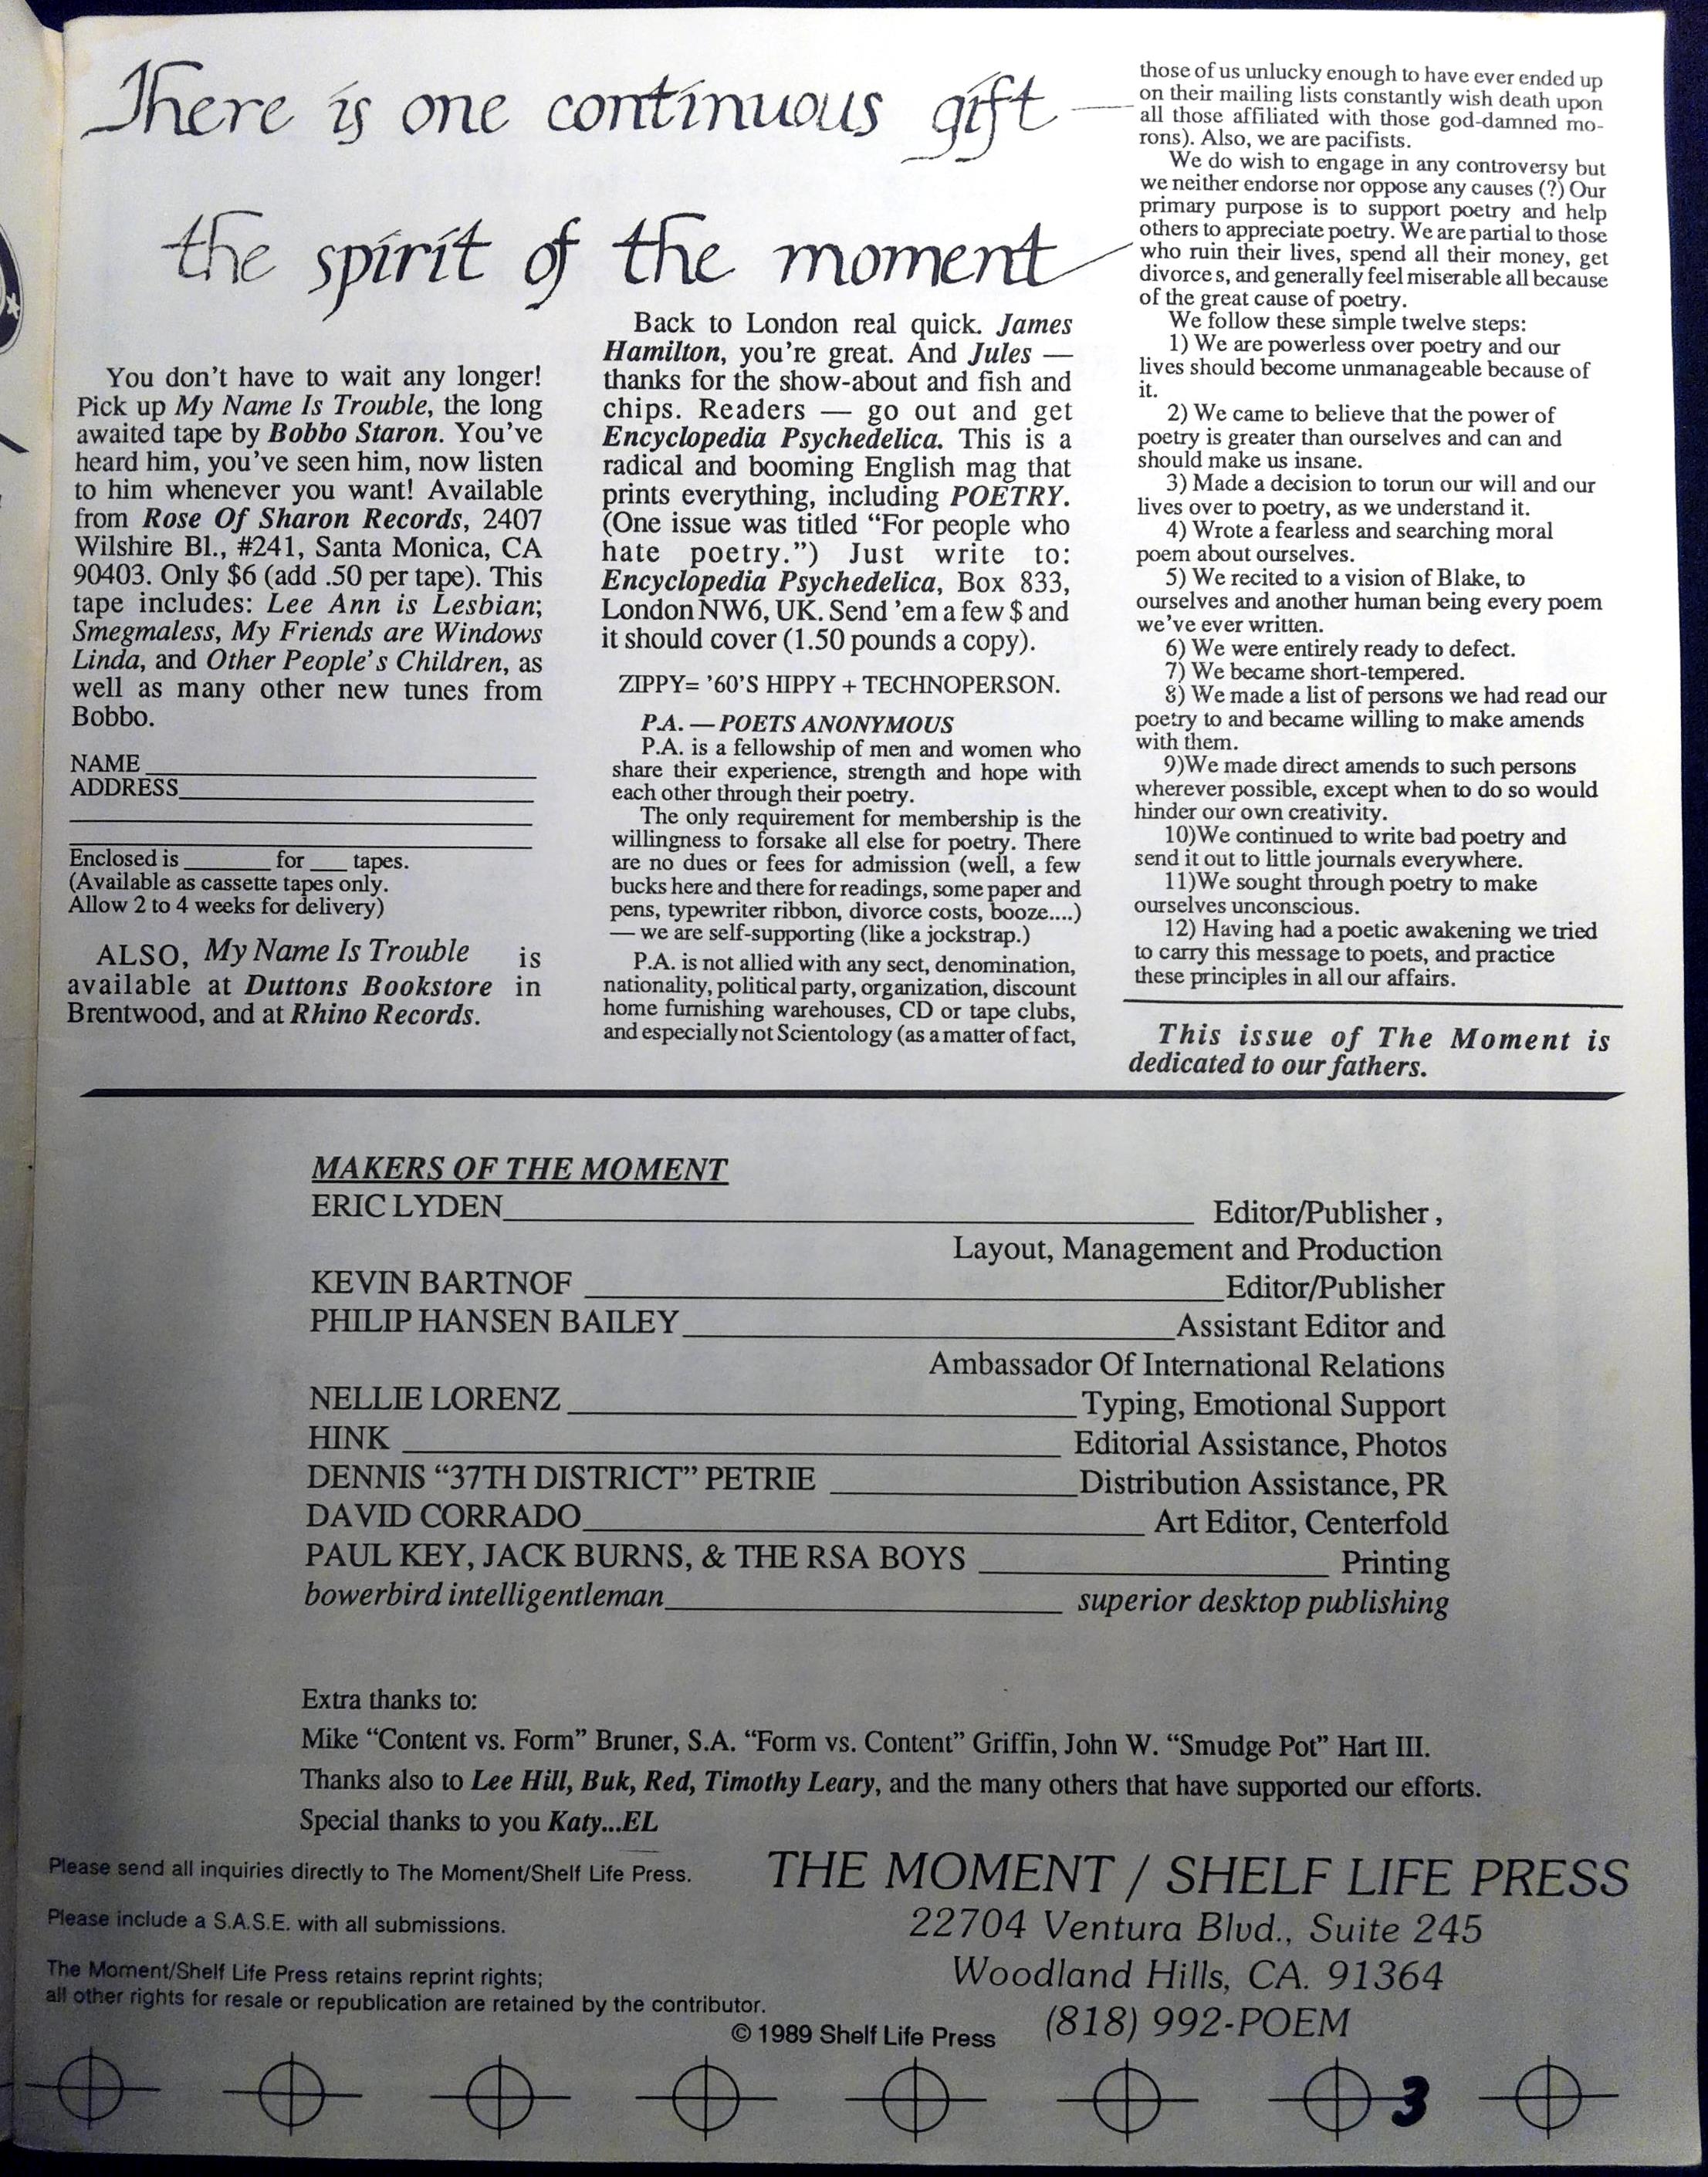 There is one continuous gift —
the spirit of the moment
You don't have to wait any longer!
Pick up My Name Is Trouble, the long
awaited tape by Bobbo Staron. You've
heard him, you've seen him, now listen
to him whenever you want! Available
from Rose Of Sharon Records, 2407
Wilshire Bl., #241, Santa Monica, CA
90403. Only $6 (add .50 per tape). This
tape includes: Lee Ann is Lesbian;
Smegmaless, My Friends are Windows
Linda, and Other People's Children, as
well as many other new tunes from
Bobbo.
NAME
ADDRESS
Enclosed is ______ for ___ tapes.
(Available as cassette tapes only.
Allow 2 to 4 weeks for delivery)
ALSO, My Name Is Trouble is
available at Duttons Bookstore in
Brentwood, and at Rhino Records.
Back to London real quick. James
Hamilton, you're great. And Jules —
thanks for the show-about and fish and
chips. Readers — go out and get
Encyclopedia Psychedelica. This is a
radical and booming English mag that
prints everything, including POETRY.
(One issue was titled “For people who
hate poetry.”) Just write to:
Encyclopedia Psychedelica, Box 833,
London NW6, UK. Send 'em a few $ and
it should cover (1.50 pounds a copy).
ZIPPY= '60'S HIPPY + TECHNOPERSON.
P.A. — POETS ANONYMOUS
P.A. is a fellowship of men and women who
share their experience, strength and hope with
each other through their poetry.
The only requirement for membership is the
willingness to forsake all else for poetry. There
are no dues or fees for admission (well, a few
bucks here and there for readings, some paper and
pens, typewriter ribbon, divorce costs, booze....)
— we are self-supporting (like a jockstrap.)
P.A. is not allied with any sect, denomination,
nationality, political party, organization, discount
home furnishing warehouses, CD or tape clubs,
and especially not Scientology (as a matter of fact,
those of us unlucky enough to have ever ended up
on their mailing lists constantly wish death upon
all those affiliated with those god-damned mo-
rons). Also, we are pacifists.
We do wish to engage in any controversy but
we neither endorse nor oppose any causes (?) Our
primary purpose is to support poetry and help
others to appreciate poetry. We are partial to those
who ruin their lives, spend all their money, get
divorce s, and generally feel miserable all because
of the great cause of poetry.
We follow these simple twelve steps:
1) We are powerless over poetry and our
lives should become unmanageable because of
it.
2) We came to believe that the power of
poetry is greater than ourselves and can and
should make us insane.
3) Made a decision to torun our will and our
lives over to poetry, as we understand it.
4) Wrote a fearless and searching moral
poem about ourselves.
5) We recited to a vision of Blake, to
ourselves and another human being every poem
we've ever written.
6) We were entirely ready to defect.
7) We became short-tempered.
8) We made a list of persons we had read our
poetry to and became willing to make amends
with them.
9)We made direct amends to such persons
wherever possible, except when to do so would
hinder our own creativity.
10)We continued to write bad poetry and
send it out to little journals everywhere.
11)We sought through poetry to make
ourselves unconscious.
12) Having had a poetic awakening we tried
to carry this message to poets, and practice
these principles in all our affairs.
This issue of The Moment is
dedicated to our fathers.
MAKERS OF THE MOMENT
ERIC LYDEN Editor/Publisher ,
Layout, Management and Production
KEVIN BARTNOF Editor/Publisher
PHILIP HANSEN BAILEY Assistant Editor and
Ambassador Of International Relations
NELLIE LORENZ Typing, Emotional Support
HINK Editorial Assistance, Photos
DENNIS “37TH DISTRICT” PETRIE Distribution Assistance, PR
DAVID CORRADO Art Editor, Centerfold
PAUL KEY, JACK BURNS, & THE RSA BOYS Printing
bowerbird intelligentleman superior desktop publishing
Extra thanks to:
Mike “Content vs. Form” Bruner, S.A. “Form vs. Content” Griffin, John W. “Smudge Pot” Hart III.
Thanks also to Lee Hill, Buk, Red, Timothy Leary, and the many others that have supported our efforts.
Special thanks to you Katy...EL
Please send all inquiries directly to The Moment/Shelf Life Press.
Please include a S.A.S.E. with all submissions.
The Moment/Shelf Life Press retains reprint rights;
all other rights for resale or republication are retained by the contributor.
© 1989 Shelf Life Press
THE MOMENT / SHELF LIFE PRESS
22704 Ventura Blvd., Suite 245
Woodland Hills, CA. 91364
(818) 992-POEM
3